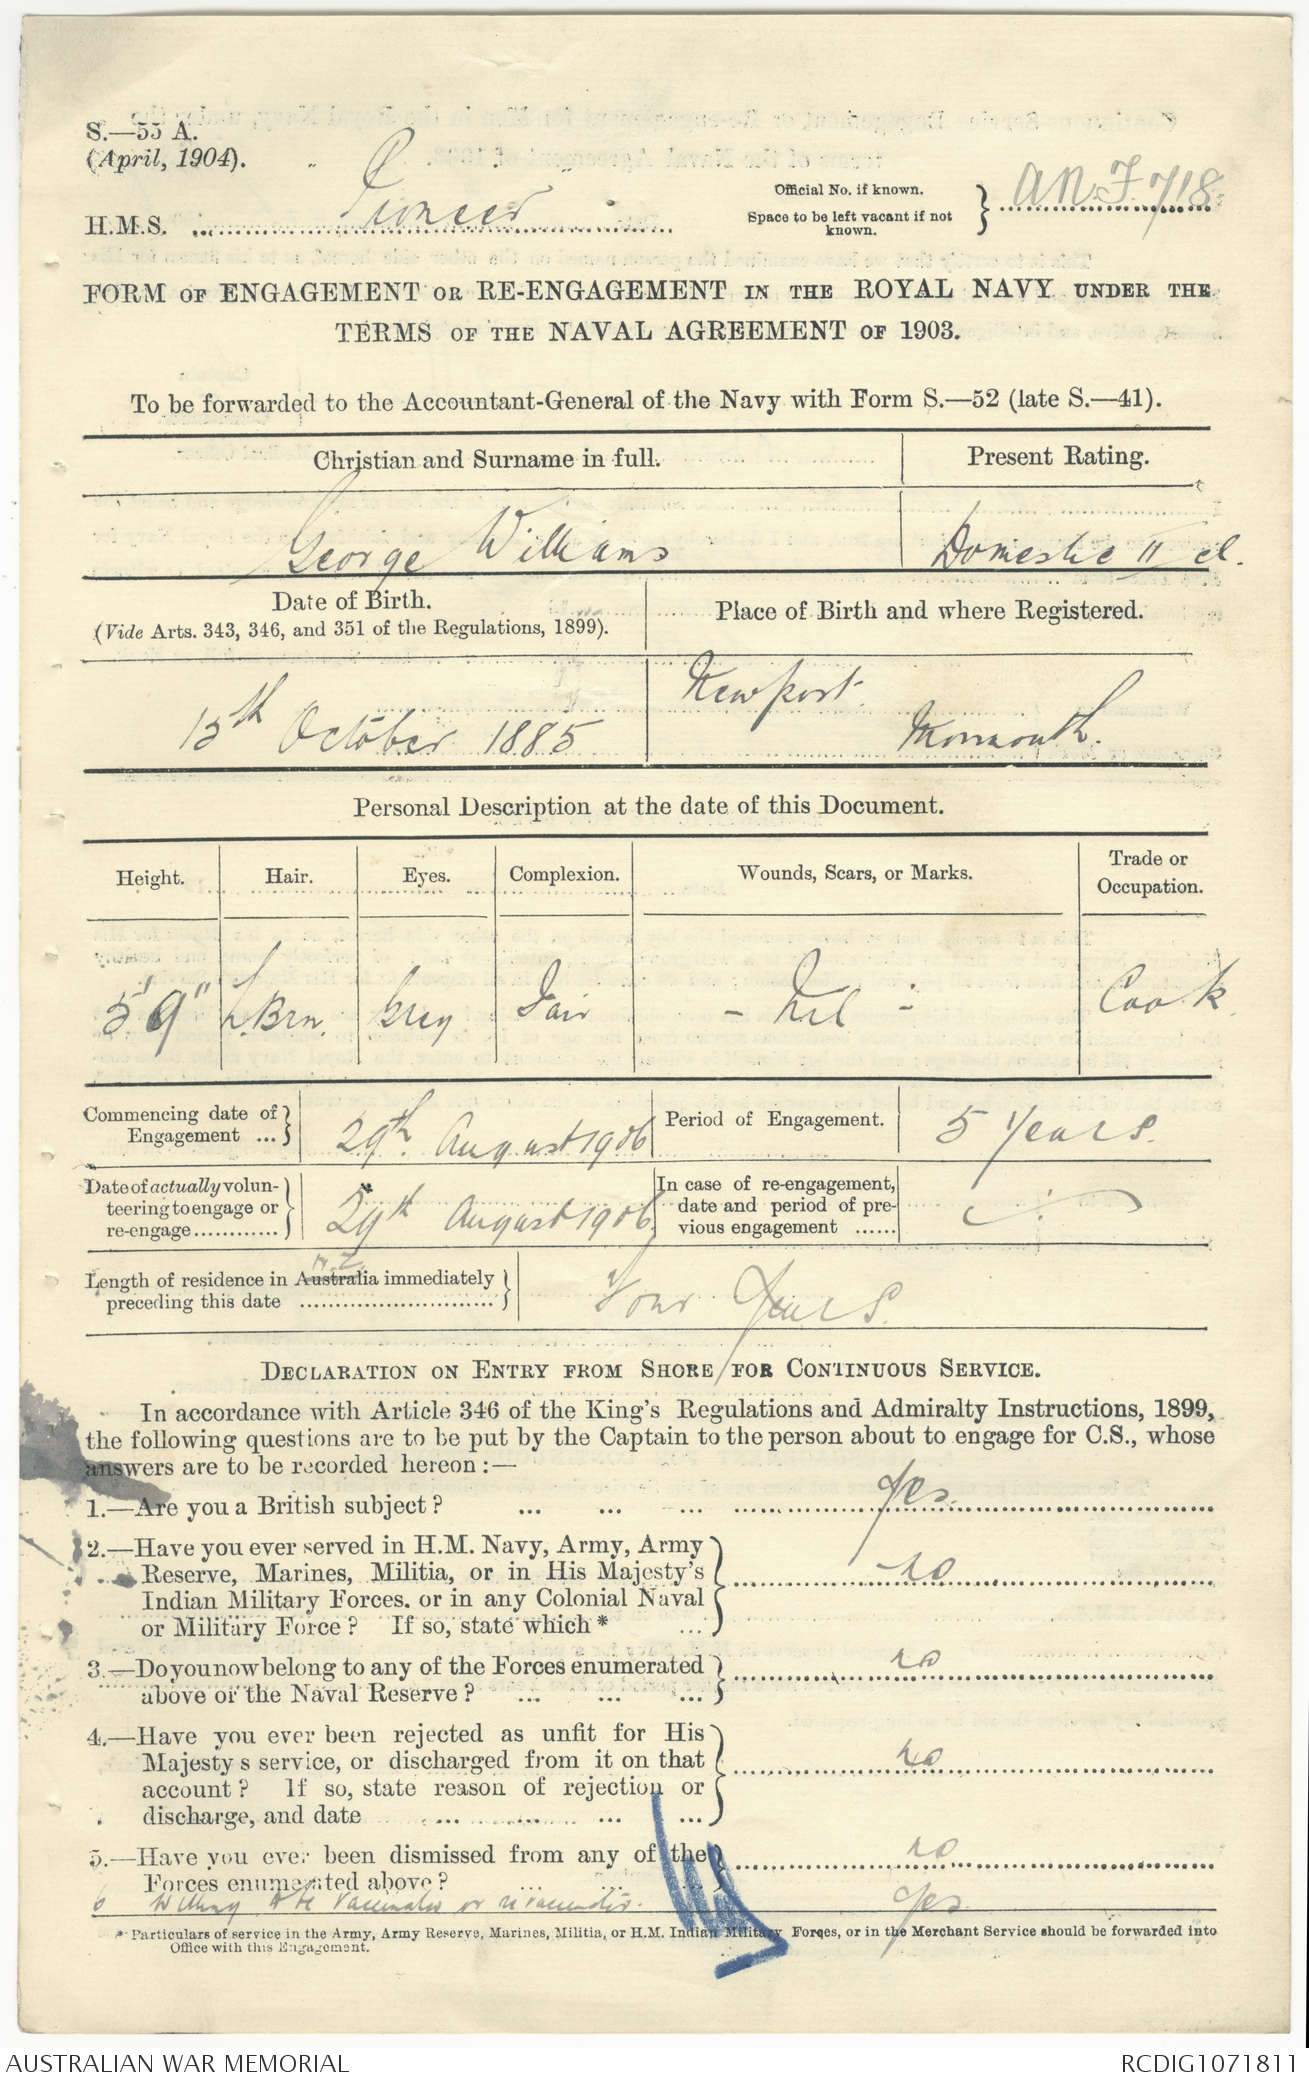 S.—55 A.
(April, 1904).
H.M.S. Pioneer
Official No. if known.
Space to be left vacant if not known.
A.N.F. 718
FORM OF ENGAGEMENT OR RE-ENGAGEMENT IN THE ROYAL NAVY UNDER THE
TERMS OF THE NAVAL AGREEMENT OF 1903.
To be forwarded to the Accountant-General of the Navy with Form S.—52 (late S.—41).
Christian and Surname in full.
Present Rating.
George Williams
Domestic II cl.
Date of Birth.
(Vide Arts. 343, 346, and 351 of the Regulations, 1899).
Place of Birth and where Registered.
13th October 1885
Newport.
Monmouth.
Personal Description at the date of this Document.
Height.
Hair.
Eyes.
Complexion.
Wounds, Scars, or Marks.
Trade or
Occupation.
5' 9"
L. Brn.
Grey
Fair
- Nil -
Cook
Commencing date of
Engagement ...
29th August 1906
Period of Engagement.
5 Years.
Date of actually volun-
teering to engage or
re-engage............
29th August 1906
In case of re-engagement,
date and period of pre-
vious engagement ......
N.Z
Length of residence in Australia immediately
preceding this date ............................
Four Years.
DECLARATION ON ENTRY FROM SHORE FOR CONTINUOUS SERVICE.
In accordance with Article 346 of the King's Regulations and Admiralty Instructions, 1899,
the following questions are to be put by the Captain to the person about to engage for C.S., whose
answers are to be recorded hereon:—
1.—Are you a British subject? ... ... ... Yes.
2.—Have you ever served in H.M. Navy, Army, Army
Reserve, Marines, Militia, or in His Majesty's
Indian Military Forces, or in any Colonial Naval
or Military Force? If so, state which* ...
no
3.—Do you now belong to any of the Forces enumerated
above or the Naval Reserve? ... ... ...
no
4.—Have you ever been rejected as unfit for His
Majesty's service, or discharged from it on that
account? If so, state reason of rejection or
discharge, and date ... ... ... ...
no
5.—Have you ever been dismissed from any of the
Forces enumerated above? ... ... ...
no
6 Willing to be vaccinated or revaccinated. Yes
* Particulars of service in the Army, Army Reserve, Marines, Militia, or H.M. Indian Military Forces, or in the Merchant Service should be forwarded into
Office with this Engagement.
AUSTRALIAN WAR MEMORIAL
RCDIG1071811